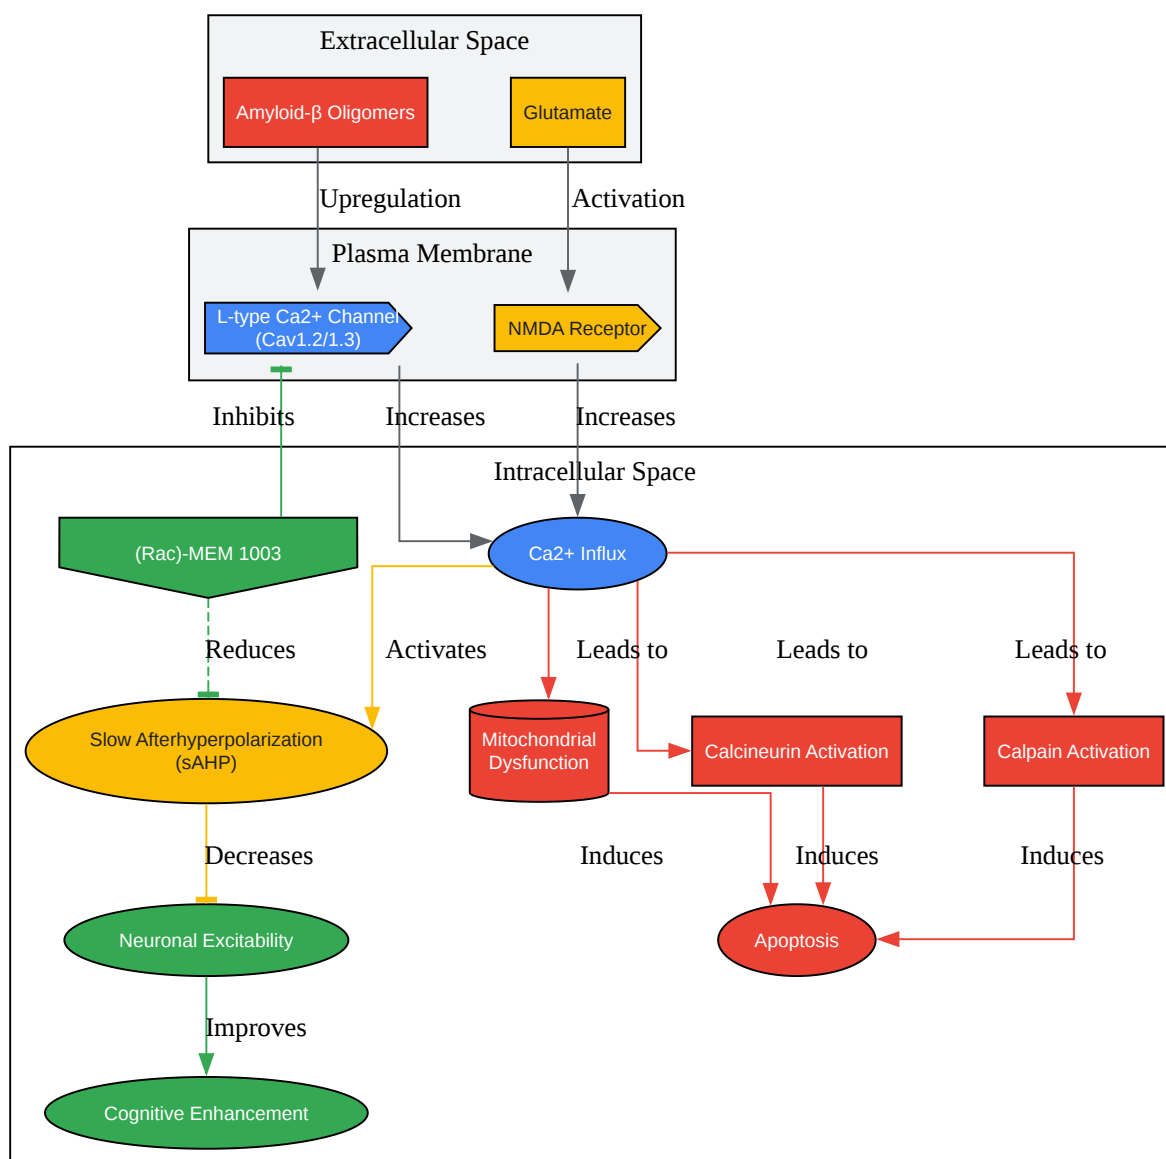 Extracellular Space
Amyloid-β Oligomers
Glutamate
Upregulation
Activation
Plasma Membrane
L-type Ca2+ Channel
(Cav1.2/1.3)
NMDA Receptor
Inhibits
Increases
Increases
Intracellular Space
(Rac)-MEM 1003
Ca2+ Influx
Reduces
Activates
Leads to
Leads to
Leads to
Slow Afterhyperpolarization
(sAHP)
Mitochondrial
Dysfunction
Calcineurin Activation
Calpain Activation
Decreases
Induces
Induces
Induces
Neuronal Excitability
Apoptosis
Improves
Cognitive Enhancement